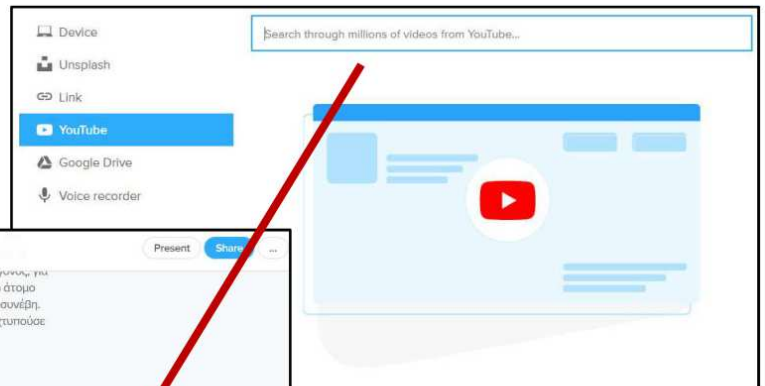 Device
Search through millions of videos from YouTube...
Unsplash
Link
YouTube
Google Drive
Voice recorder
Present
Share
...
για
άτομο
συνέβη.